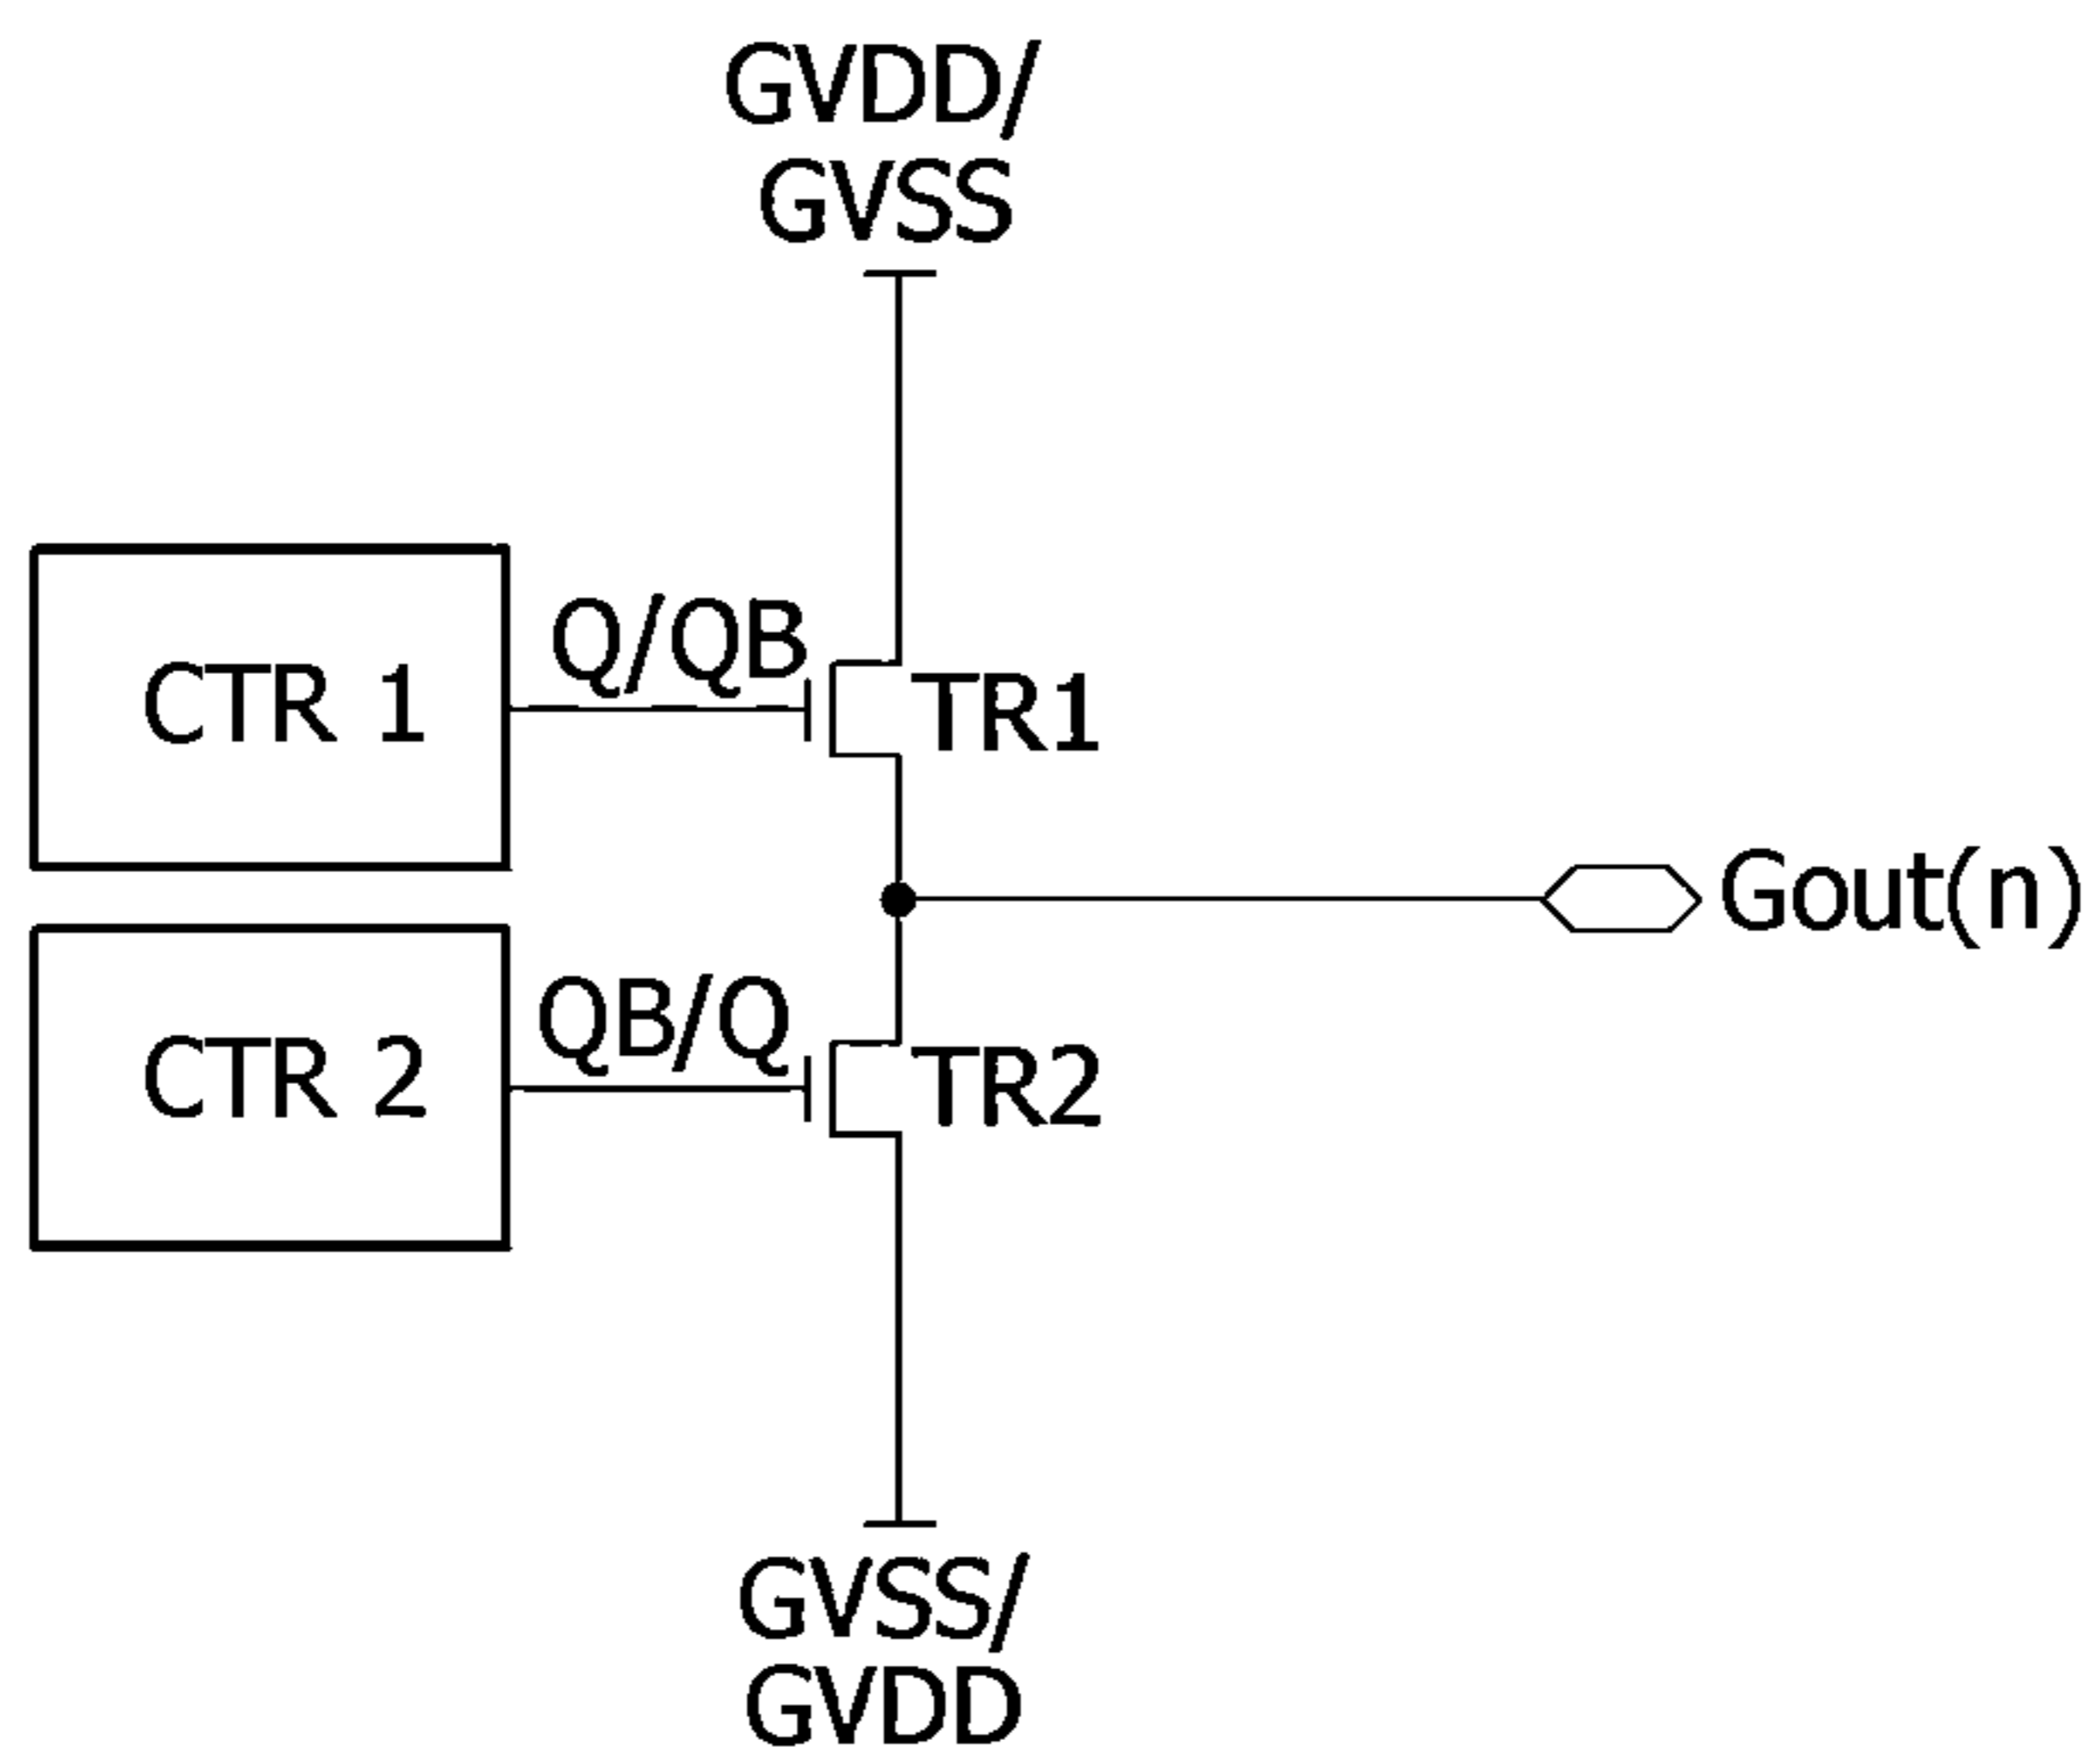 GVDD/
GVSS
Q/QB
CTR 1
TR1
Gout(n)
QB/Q
CTR 2
TR2
GVSS/
GVDD